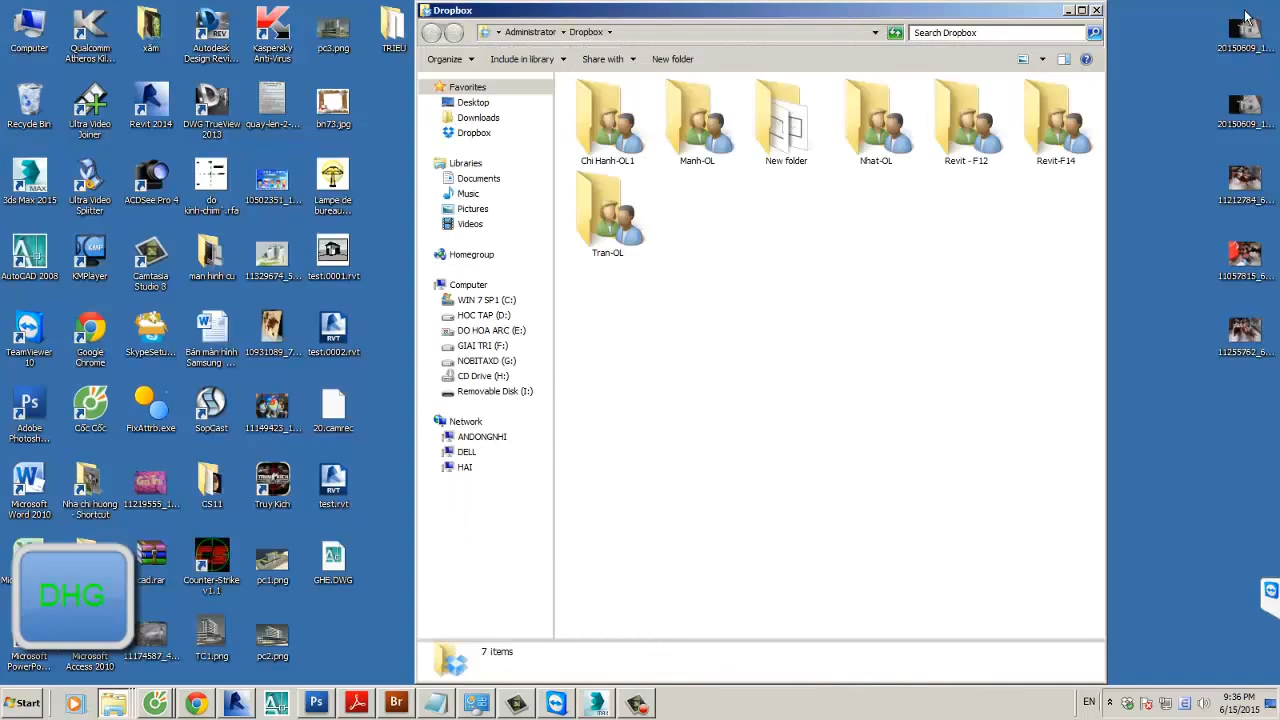 Dropbox
Administrator Dropbox
Search Dropbox
Organize Include in library Share with New folder
Favorites
Desktop
Downloads
Dropbox
Libraries
Documents
Music
Pictures
Videos
Homegroup
Computer
WIN 7 SP1 (C:)
HOC TAP (D:)
DO HOA ARC (E:)
GIAI TRI (F:)
NOBITAXD (G:)
CD Drive (H:)
Removable Disk (I:)
Network
ANDONGNHI
DELL
HAI
Chi Hanh-OL1
Manh-OL
New folder
Nhat-OL
Revit - F12
Revit-F14
Tran-OL
7 items
Computer
Qualcomm
Atheros Kil...
xắm
Autodesk
Design Revi...
Kaspersky
Anti-Virus
pc3.png
TRIEU
Recycle Bin
Ultra Video
Joiner
Revit 2014
DWG TrueView
2013
quay-len-2-...
bn73.jpg
3ds Max 2015
Ultra Video
Splitter
ACDSee Pro 4
do
kinh-chim .rfa
10502351_1...
Lampe de
bureau...
AutoCAD 2008
KMPlayer
Camtasia
Studio 8
man hinh cu
11329674_5...
test.0001.rvt
TeamViewer
10
Google
Chrome
SkypeSetu...
Bán màn hình
Samsung ...
10931089_7...
test.0002.rvt
Adobe
Photosh...
Cốc Cốc
FixAttrb.exe
SopCast
11149423_1...
20.camrec
Microsoft
Word 2010
Nha chi huong
- Shortcut
11219555_1...
CS11
Truy Kich
test.rvt
cad.rar
Counter-Strike
v1.1
pc1.png
GHE.DWG
DHG
Microsoft
PowerPo...
Microsoft
Access 2010
11174587_4...
TC1.png
pc2.png
20150609_1...
20150609_1...
11212784_6...
11057815_6...
11255762_6...
Start
EN
9:36 PM
6/15/2015